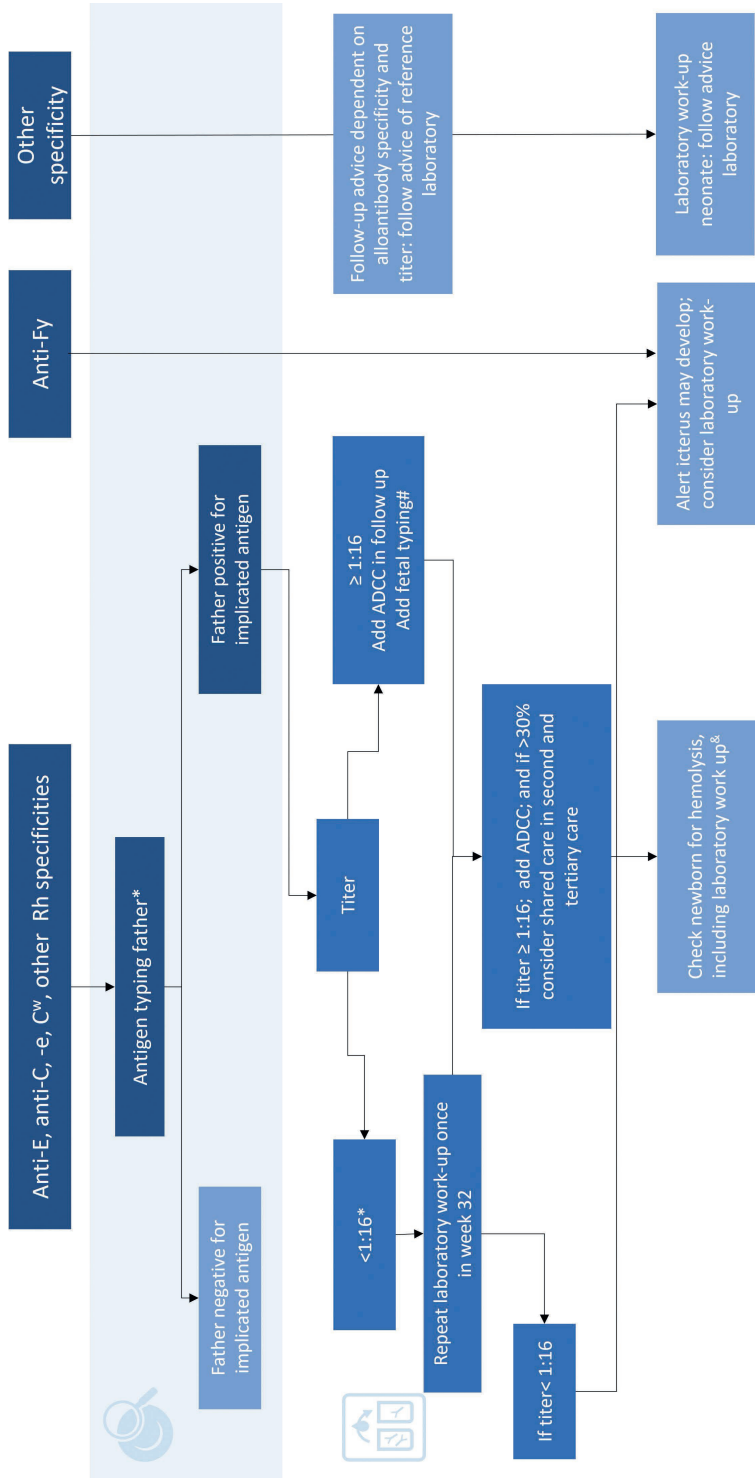 Anti-E, anti-C, -e, Cʷ, other Rh specificities
Anti-Fy
Other
specificity
Antigen typing father*
Father negative for
implicated antigen
Father positive for
implicated antigen
Titer
<1:16*
≥ 1:16
Add ADCC in follow up
Add fetal typing#
Follow-up advice dependent on
alloantibody specificity and
titer: follow advice of reference
laboratory
Repeat laboratory work-up once
in week 32
If titer ≥ 1:16;  add ADCC; and if >30%
consider shared care in second and
tertiary care
If titer< 1:16
Check newborn for hemolysis,
including laboratory work up&
Alert icterus may develop;
consider laboratory work-
up
Laboratory work-up
neonate: follow advice
laboratory